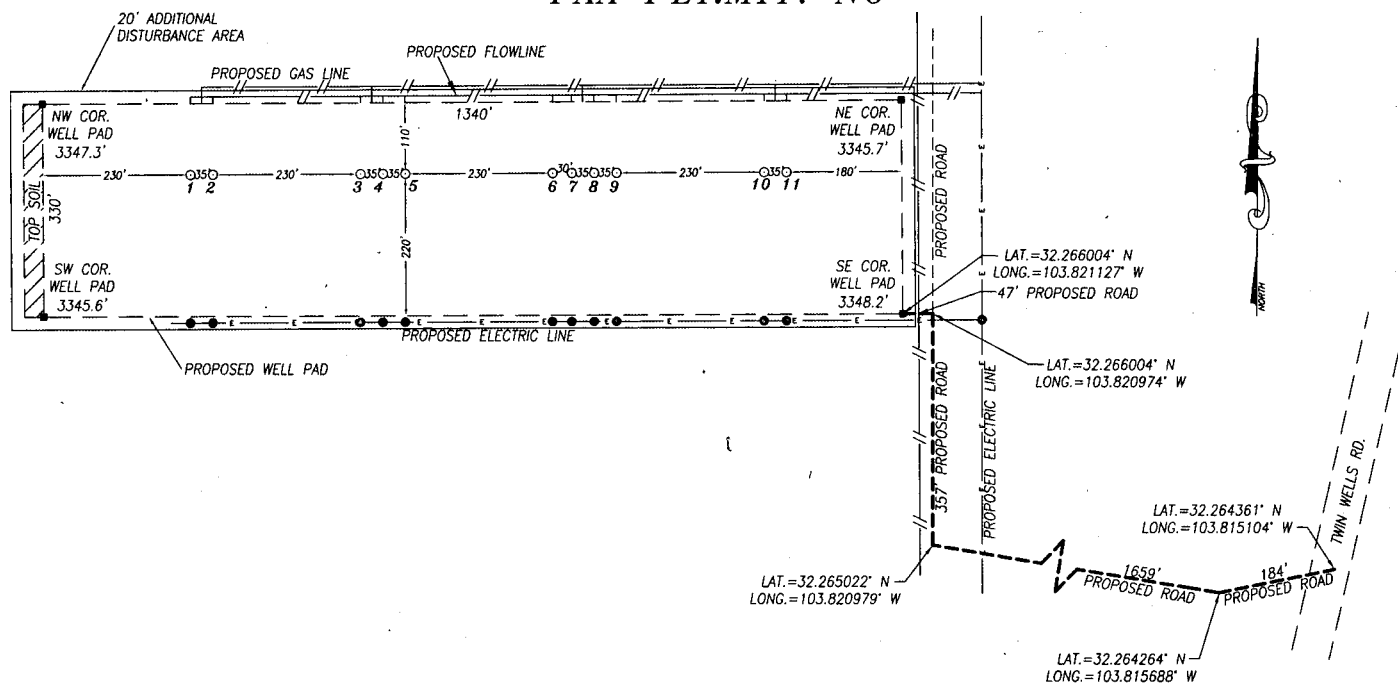 20' ADDITIONAL
DISTURBANCE AREA
PROPOSED GAS LINE
PROPOSED FLOWLINE
1340'
NW COR.
WELL PAD
3347.3'
NE COR.
WELL PAD
3345.7'
110'
230'
35'
230'
35'
35'
230'
30'
35'
35'
230'
35'
180'
1 2 3 4 5 6 7 8 9 10 11
TOP SOIL
330'
220'
SW COR.
WELL PAD
3345.6'
SE COR.
WELL PAD
3348.2'
PROPOSED ELECTRIC LINE
PROPOSED WELL PAD
PROPOSED ROAD
LAT.=32.266004° N
LONG.=103.821127° W
47' PROPOSED ROAD
LAT.=32.266004° N
LONG.=103.820974° W
357' PROPOSED ROAD
PROPOSED ELECTRIC LINE
LAT.=32.265022° N
LONG.=103.820979° W
1659'
PROPOSED ROAD
184'
PROPOSED ROAD
LAT.=32.264361° N
LONG.=103.815104° W
LAT.=32.264264° N
LONG.=103.815688° W
TWIN WELLS RD.
NORTH